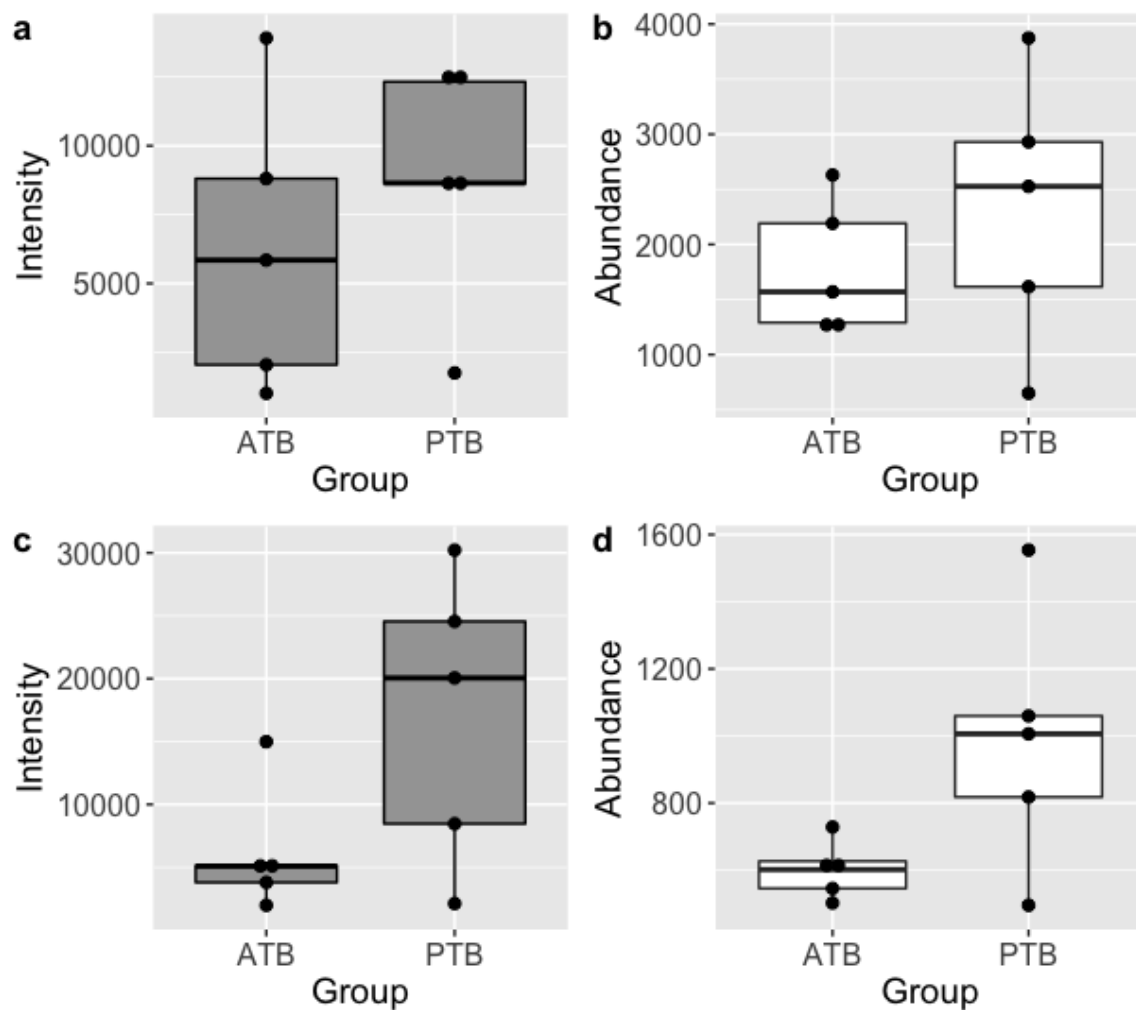 a
Intensity
10000
5000
ATB
PTB
Group
b
Abundance
4000
3000
2000
1000
ATB
PTB
Group
c
Intensity
30000
20000
10000
ATB
PTB
Group
d
Abundance
1600
1200
800
ATB
PTB
Group